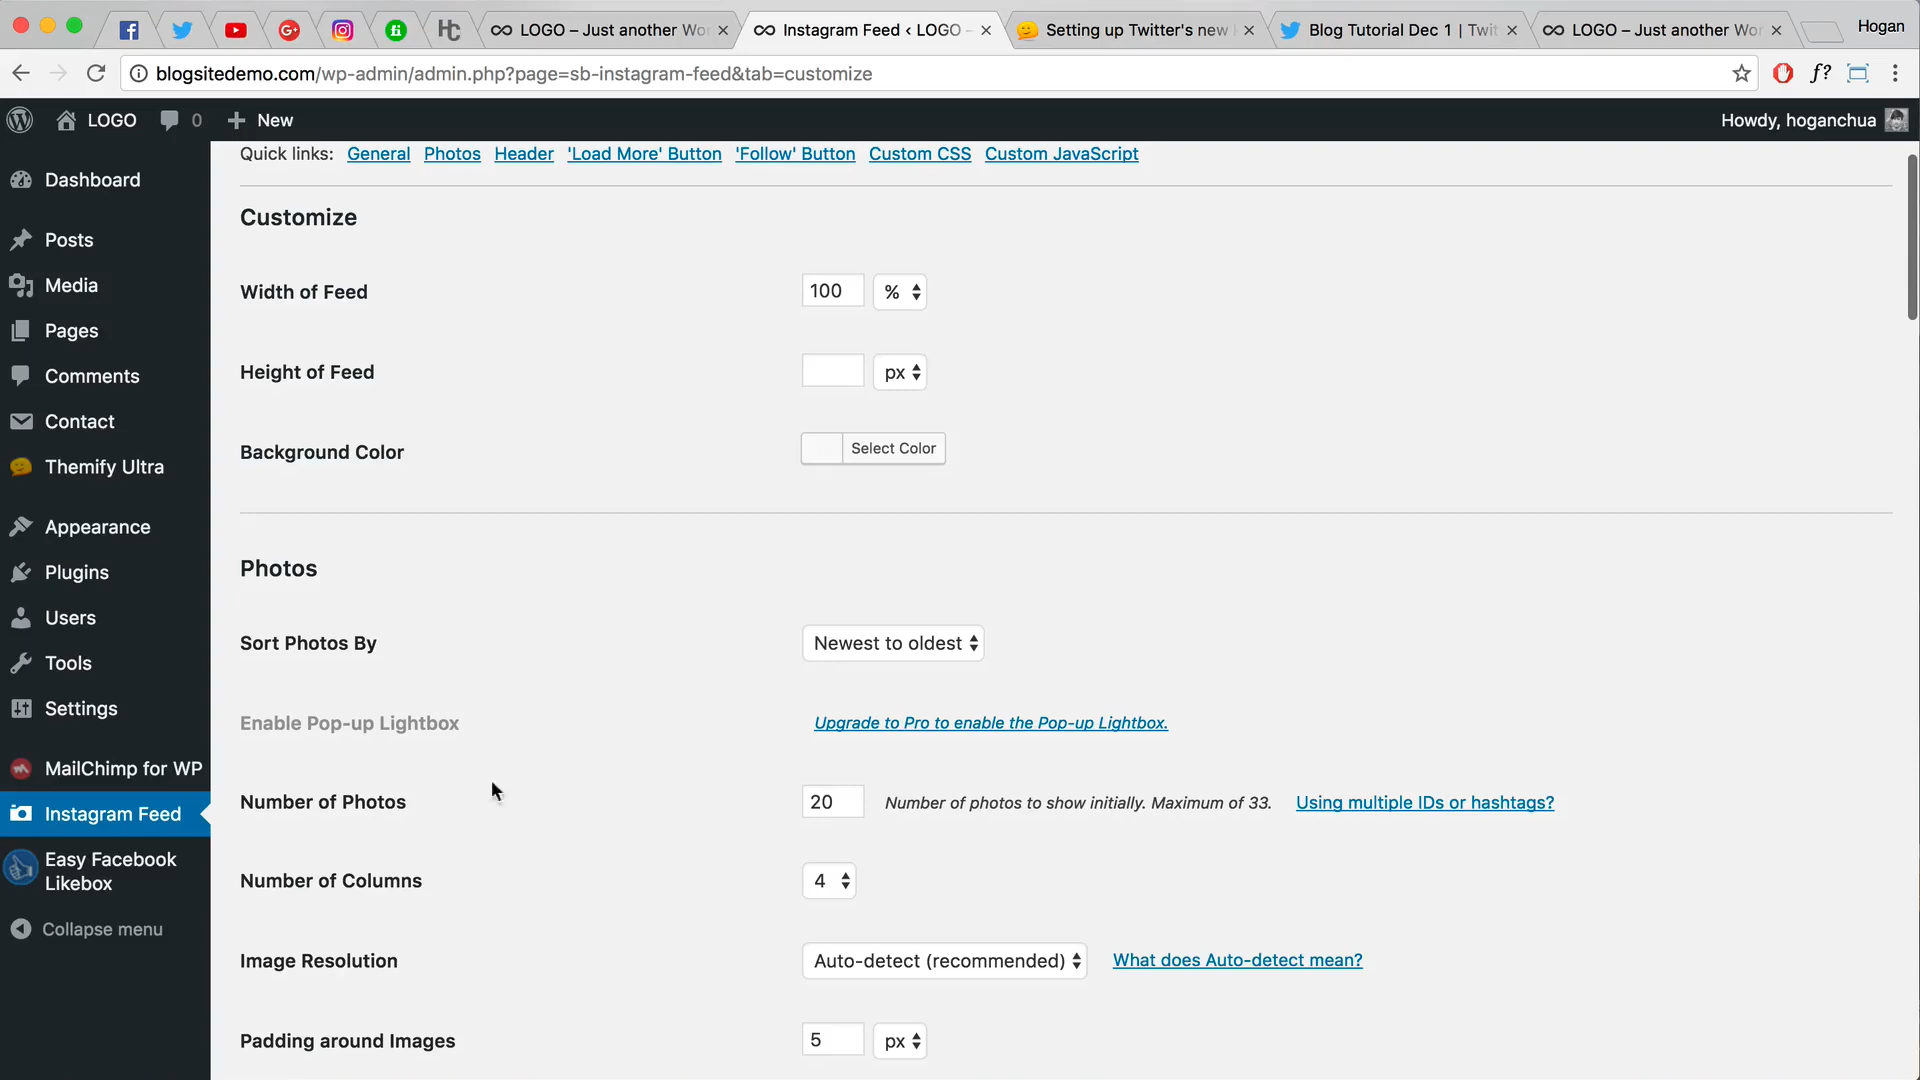 LOGO – Just another Wor
Instagram Feed ‹ LOGO –
Setting up Twitter's new
Blog Tutorial Dec 1 | Twit
LOGO – Just another Wor
Hogan
blogsitedemo.com/wp-admin/admin.php?page=sb-instagram-feed&tab=customize
f?
LOGO
0
New
Howdy, hoganchua
Quick links: General Photos Header 'Load More' Button 'Follow' Button Custom CSS Custom JavaScript
Dashboard
Posts
Media
Pages
Comments
Contact
Themify Ultra
Appearance
Plugins
Users
Tools
Settings
MailChimp for WP
Instagram Feed
Easy Facebook
Likebox
Collapse menu
Customize
Width of Feed 100 %
Height of Feed px
Background Color Select Color
Photos
Sort Photos By Newest to oldest
Enable Pop-up Lightbox Upgrade to Pro to enable the Pop-up Lightbox.
Number of Photos 20 Number of photos to show initially. Maximum of 33. Using multiple IDs or hashtags?
Number of Columns 4
Image Resolution Auto-detect (recommended) What does Auto-detect mean?
Padding around Images 5 px